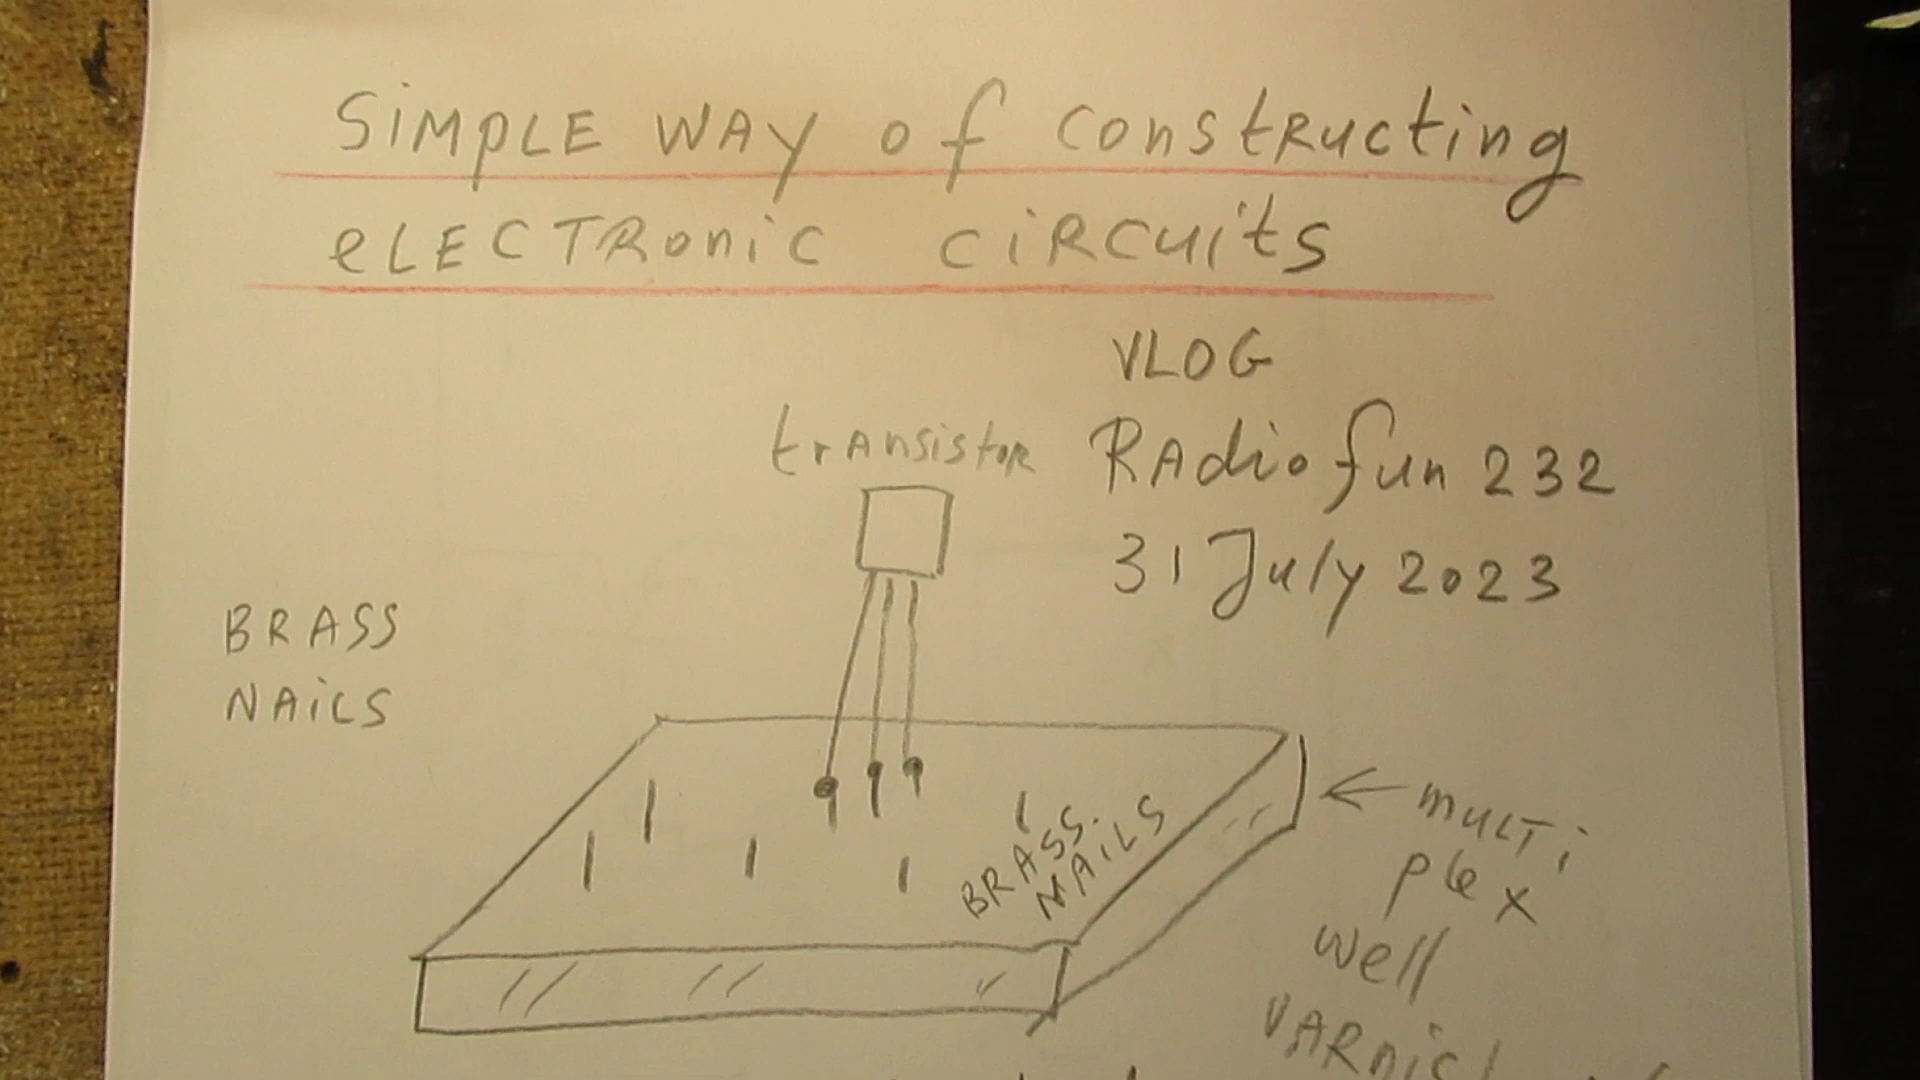 SiMPLE WAY of constRucting
eLECTRonic ciRcuits
VLOG
transistoR
RAdio fun 232
31 July 2023
BRASS
NAiLS
BRASS.
NAiLS
mULTi
plex
well